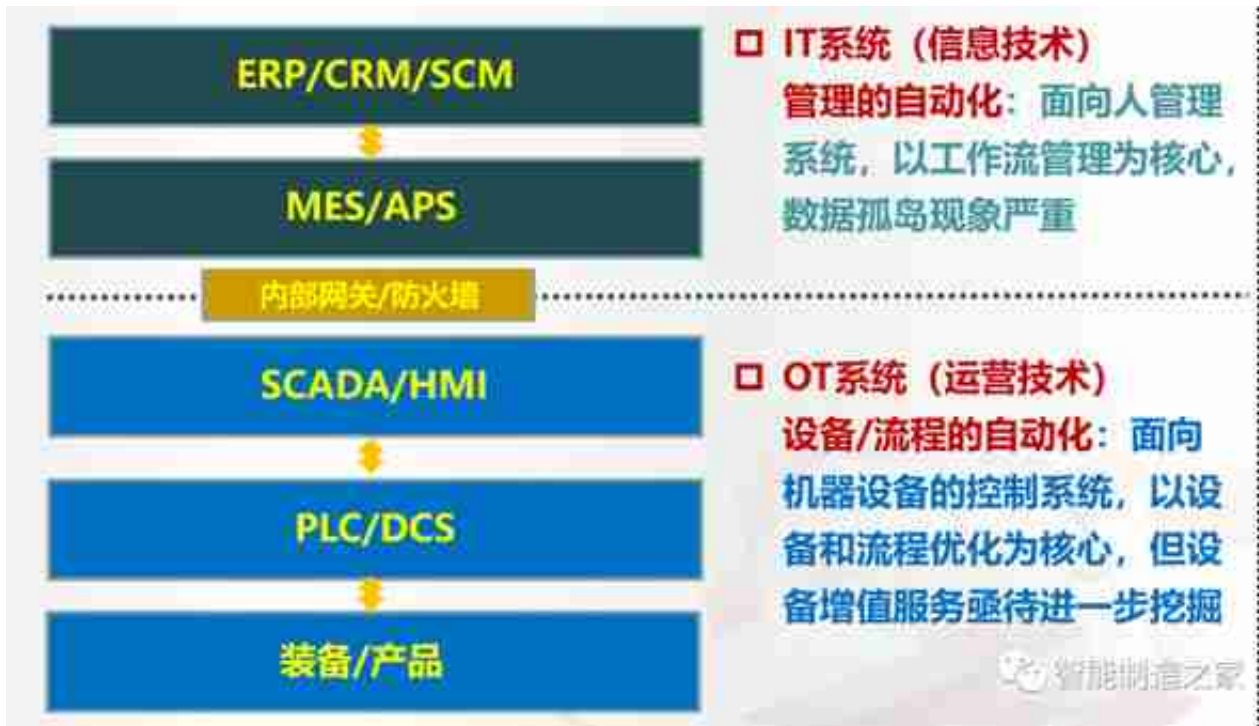 ERP/CRM/SCM
MES/APS
内部网关/防火墙
SCADA/HMI
PLC/DCS
装备/产品
IT系统（信息技术）
管理的自动化：面向人管理
系统，以工作流管理为核心，
数据孤岛现象严重
OT系统（运营技术）
设备/流程的自动化：面向
机器设备的控制系统，以设
备和流程优化为核心，但设
备增值服务亟待进一步挖掘
智能制造之家